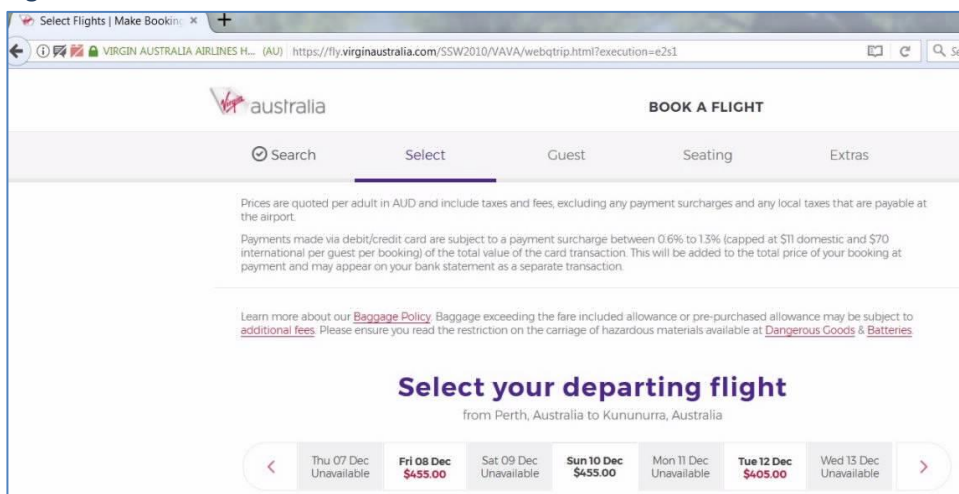 Select Flights | Make Booking
VIRGIN AUSTRALIA AIRLINES H... (AU) https://fly.virginaustralia.com/SSW2010/VAVA/webqtrip.html?execution=e2s1
Virgin australia
BOOK A FLIGHT
Search Select Guest Seating Extras
Prices are quoted per adult in AUD and include taxes and fees, excluding any payment surcharges and any local taxes that are payable at
the airport.
Payments made via debit/credit card are subject to a payment surcharge between 0.6% to 1.3% (capped at $11 domestic and $70
international per guest per booking) of the total value of the card transaction. This will be added to the total price of your booking at
payment and may appear on your bank statement as a separate transaction.
Learn more about our Baggage Policy. Baggage exceeding the fare included allowance or pre-purchased allowance may be subject to
additional fees. Please ensure you read the restriction on the carriage of hazardous materials available at Dangerous Goods & Batteries.
Select your departing flight
from Perth, Australia to Kununurra, Australia
Thu 07 Dec Fri 08 Dec Sat 09 Dec Sun 10 Dec Mon 11 Dec Tue 12 Dec Wed 13 Dec
Unavailable $455.00 Unavailable $455.00 Unavailable $405.00 Unavailable